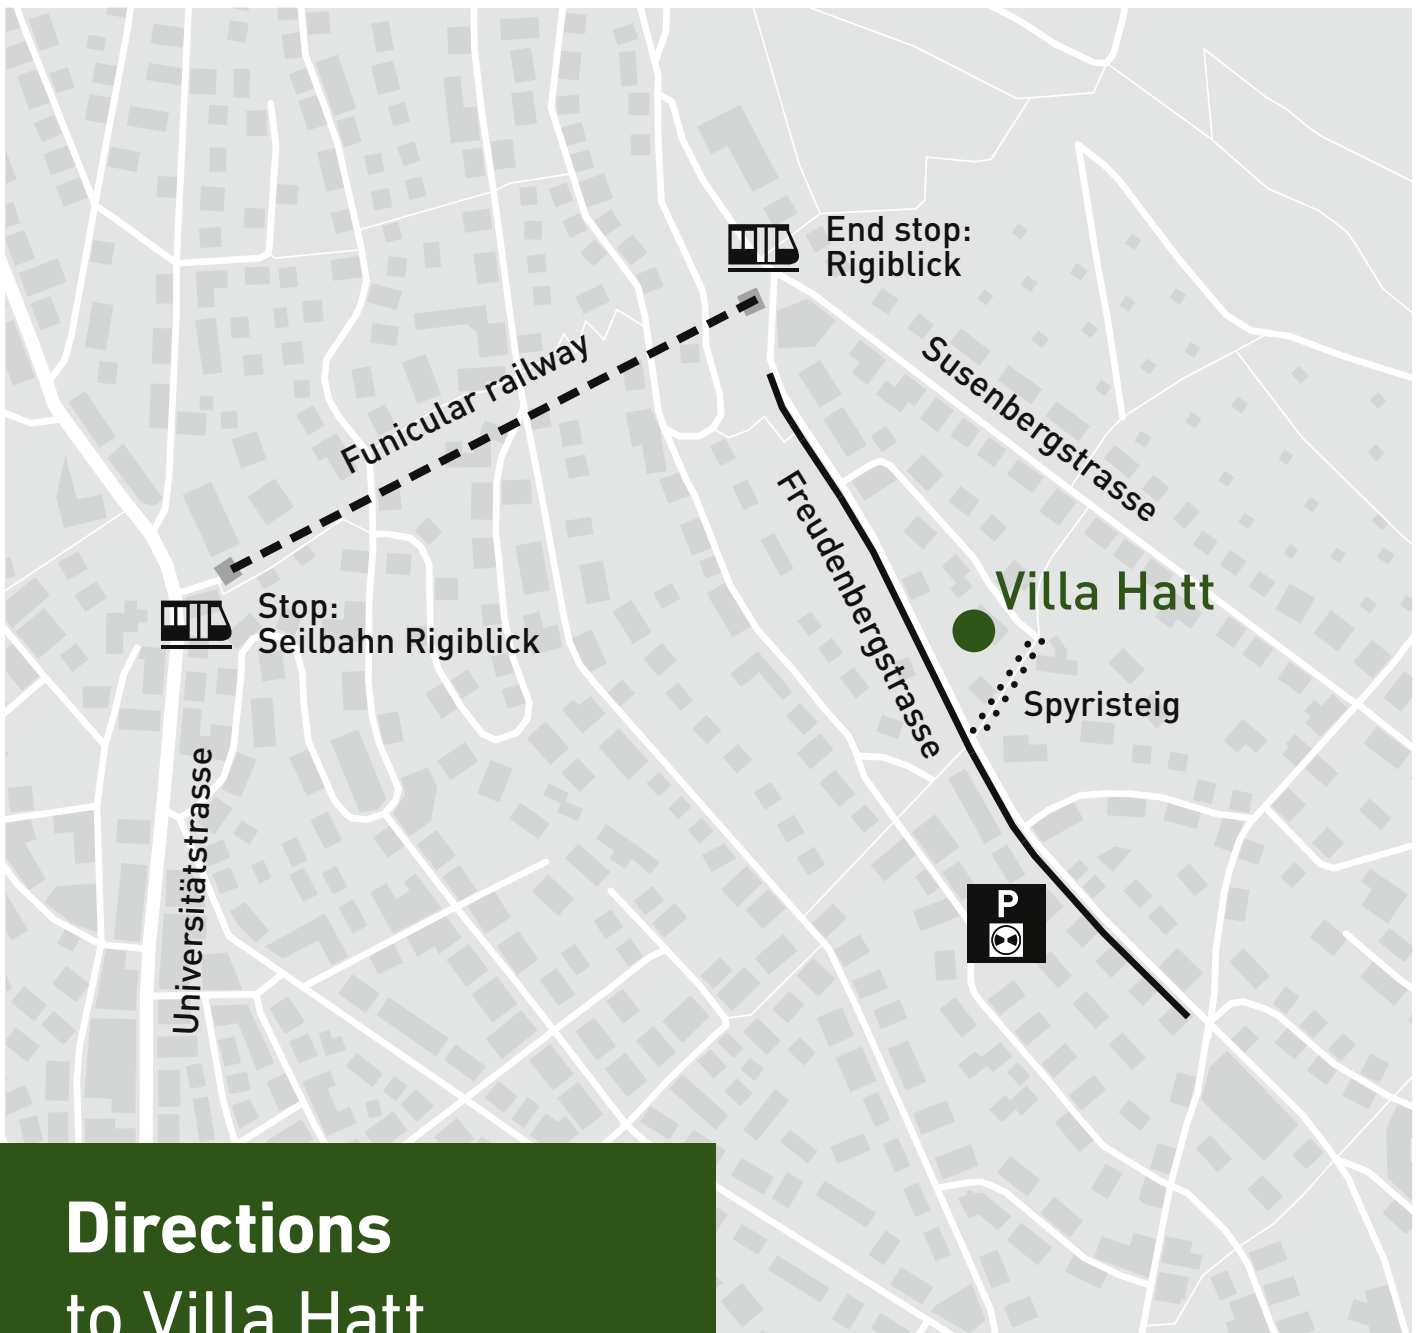 End stop:
Rigiblick
Funicular railway
Susenbergstrasse
Freudenbergstrasse
Villa Hatt
Stop:
Seilbahn Rigiblick
Spyristeig
Universitätstrasse
P
Directions
to Villa Hatt